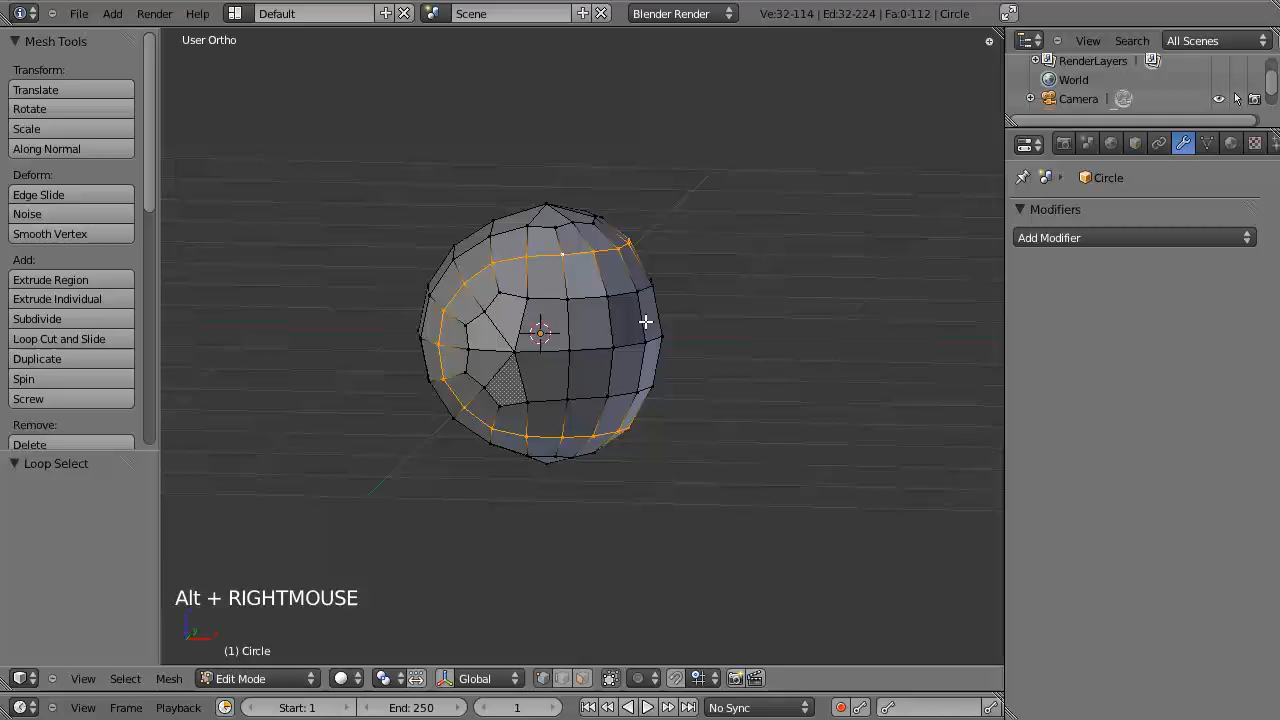 File Add Render Help Default Scene Blender Render Ve:32-114 | Ed:32-224 | Fa:0-112 | Circle
Mesh Tools
Transform:
Translate
Rotate
Scale
Along Normal
Deform:
Edge Slide
Noise
Smooth Vertex
Add:
Extrude Region
Extrude Individual
Subdivide
Loop Cut and Slide
Duplicate
Spin
Screw
Remove:
Delete
Loop Select
User Ortho
Alt + RIGHTMOUSE
(1) Circle
View Select Mesh Edit Mode Global
View Frame Playback Start: 1 End: 250 1 No Sync
View Search All Scenes
RenderLayers |
World
Camera |
Circle
Modifiers
Add Modifier